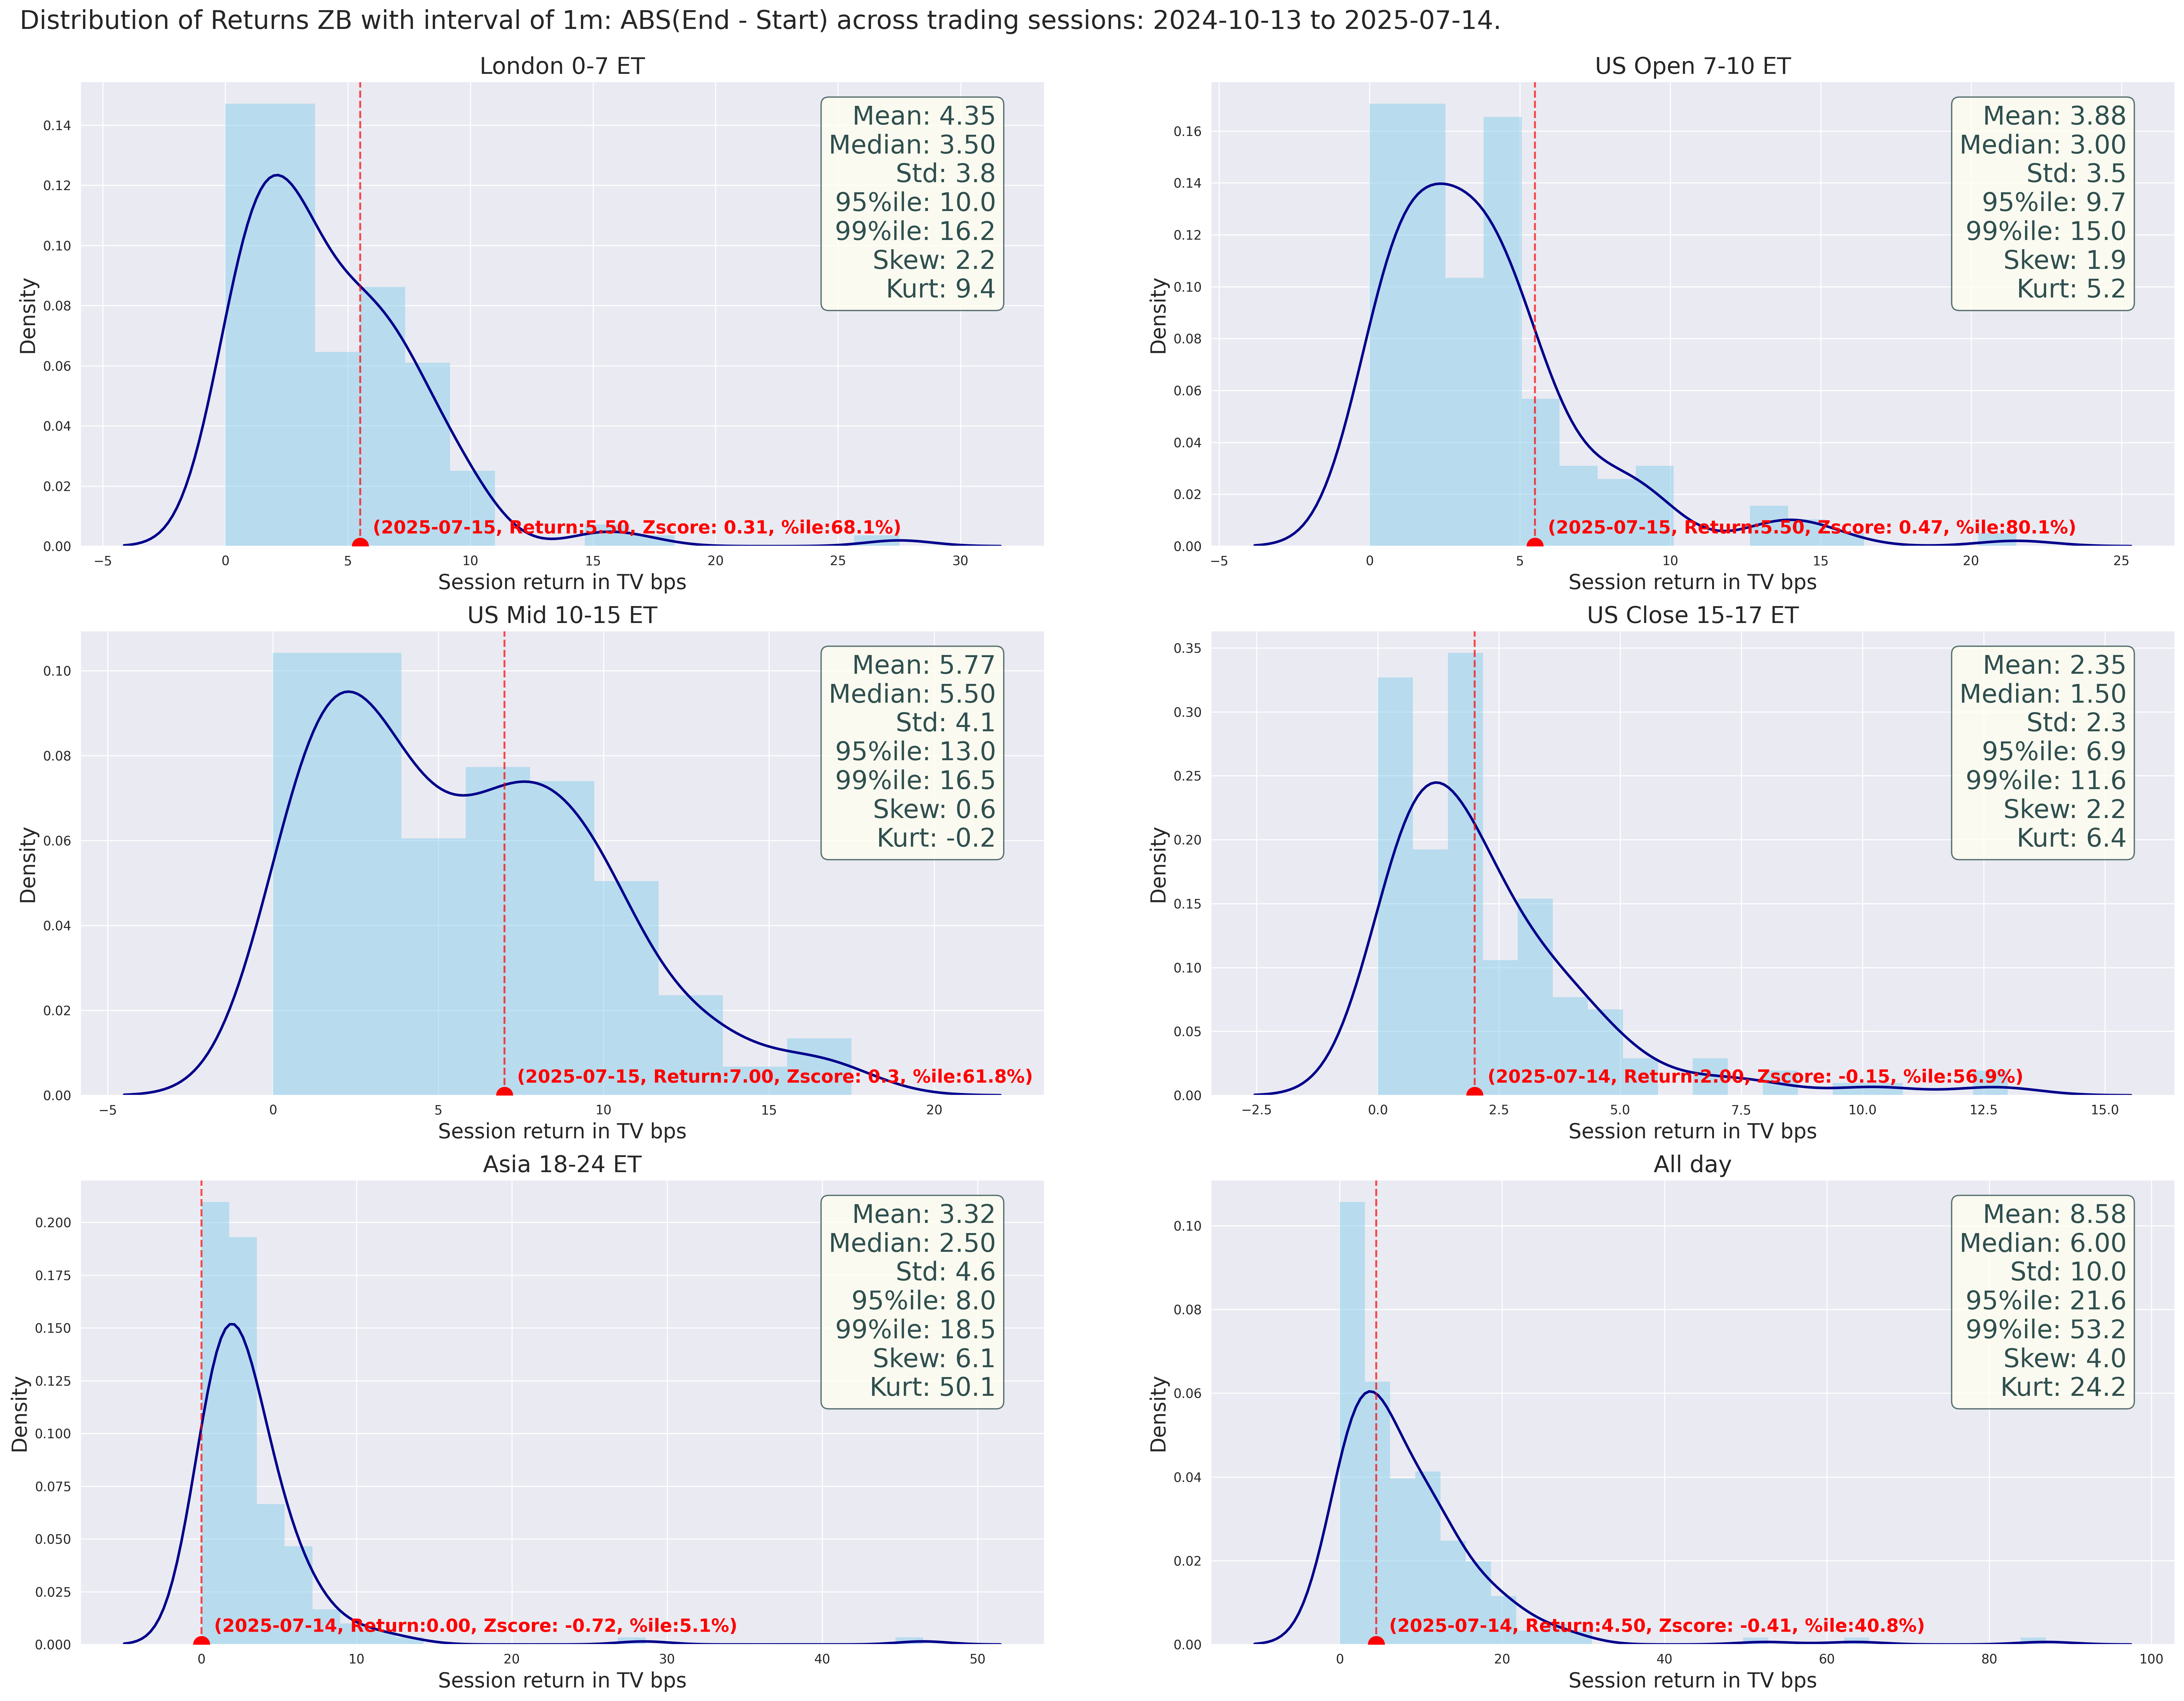 Distribution of Returns ZB with interval of 1m: ABS(End - Start) across trading sessions: 2024-10-13 to 2025-07-14.
London 0-7 ET
Mean: 4.35
Median: 3.50
Std: 3.8
95%ile: 10.0
99%ile: 16.2
Skew: 2.2
Kurt: 9.4
Density
0.14
0.12
0.10
0.08
0.06
0.04
0.02
0.00
(2025-07-15, Return:5.50, Zscore: 0.31, %ile:68.1%)
−5 0 5 10 15 20 25 30
Session return in TV bps
US Open 7-10 ET
Mean: 3.88
Median: 3.00
Std: 3.5
95%ile: 9.7
99%ile: 15.0
Skew: 1.9
Kurt: 5.2
Density
0.16
0.14
0.12
0.10
0.08
0.06
0.04
0.02
0.00
(2025-07-15, Return:5.50, Zscore: 0.47, %ile:80.1%)
−5 0 5 10 15 20 25
Session return in TV bps
US Mid 10-15 ET
Mean: 5.77
Median: 5.50
Std: 4.1
95%ile: 13.0
99%ile: 16.5
Skew: 0.6
Kurt: -0.2
Density
0.10
0.08
0.06
0.04
0.02
0.00
(2025-07-15, Return:7.00, Zscore: 0.3, %ile:61.8%)
−5 0 5 10 15 20
Session return in TV bps
US Close 15-17 ET
Mean: 2.35
Median: 1.50
Std: 2.3
95%ile: 6.9
99%ile: 11.6
Skew: 2.2
Kurt: 6.4
Density
0.35
0.30
0.25
0.20
0.15
0.10
0.05
0.00
(2025-07-14, Return:2.00, Zscore: -0.15, %ile:56.9%)
−2.5 0.0 2.5 5.0 7.5 10.0 12.5 15.0
Session return in TV bps
Asia 18-24 ET
Mean: 3.32
Median: 2.50
Std: 4.6
95%ile: 8.0
99%ile: 18.5
Skew: 6.1
Kurt: 50.1
Density
0.200
0.175
0.150
0.125
0.100
0.075
0.050
0.025
0.000
(2025-07-14, Return:0.00, Zscore: -0.72, %ile:5.1%)
0 10 20 30 40 50
Session return in TV bps
All day
Mean: 8.58
Median: 6.00
Std: 10.0
95%ile: 21.6
99%ile: 53.2
Skew: 4.0
Kurt: 24.2
Density
0.10
0.08
0.06
0.04
0.02
0.00
(2025-07-14, Return:4.50, Zscore: -0.41, %ile:40.8%)
0 20 40 60 80 100
Session return in TV bps